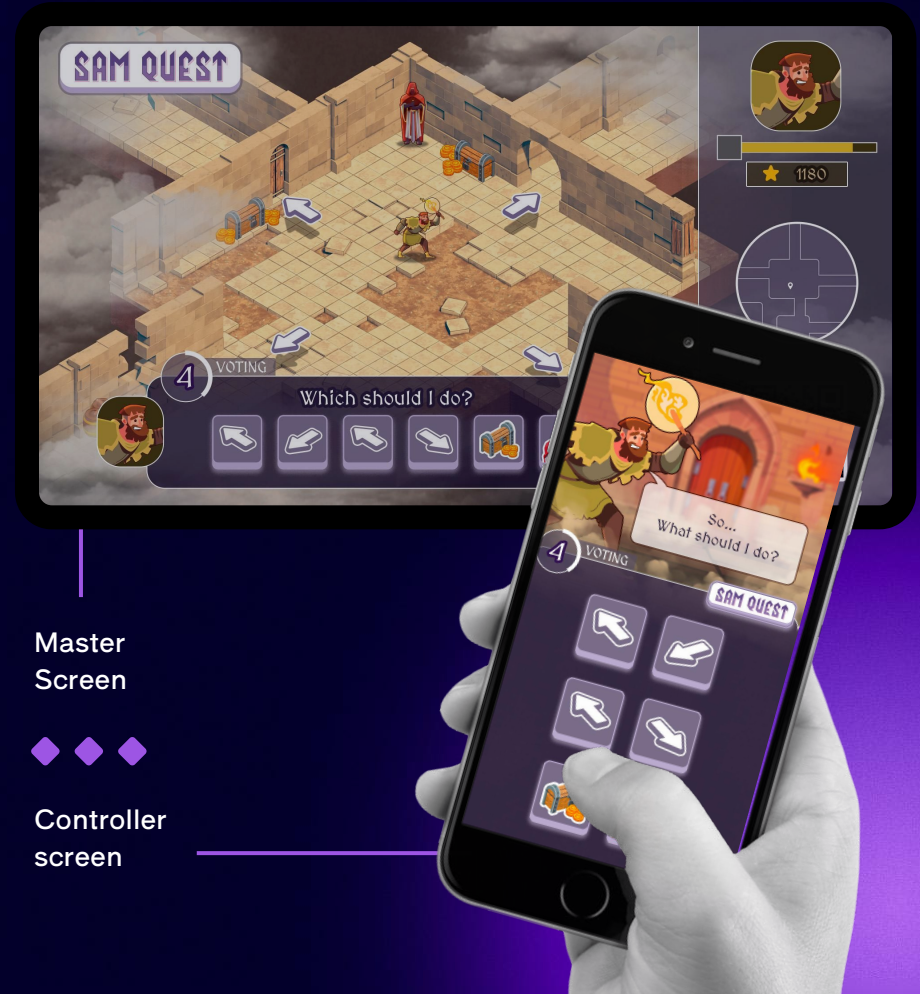 SAM QUEST
1180
4
VOTING
Which should I do?
So...
What should I do?
4
VOTING
SAM QUEST
Master
Screen
Controller
screen